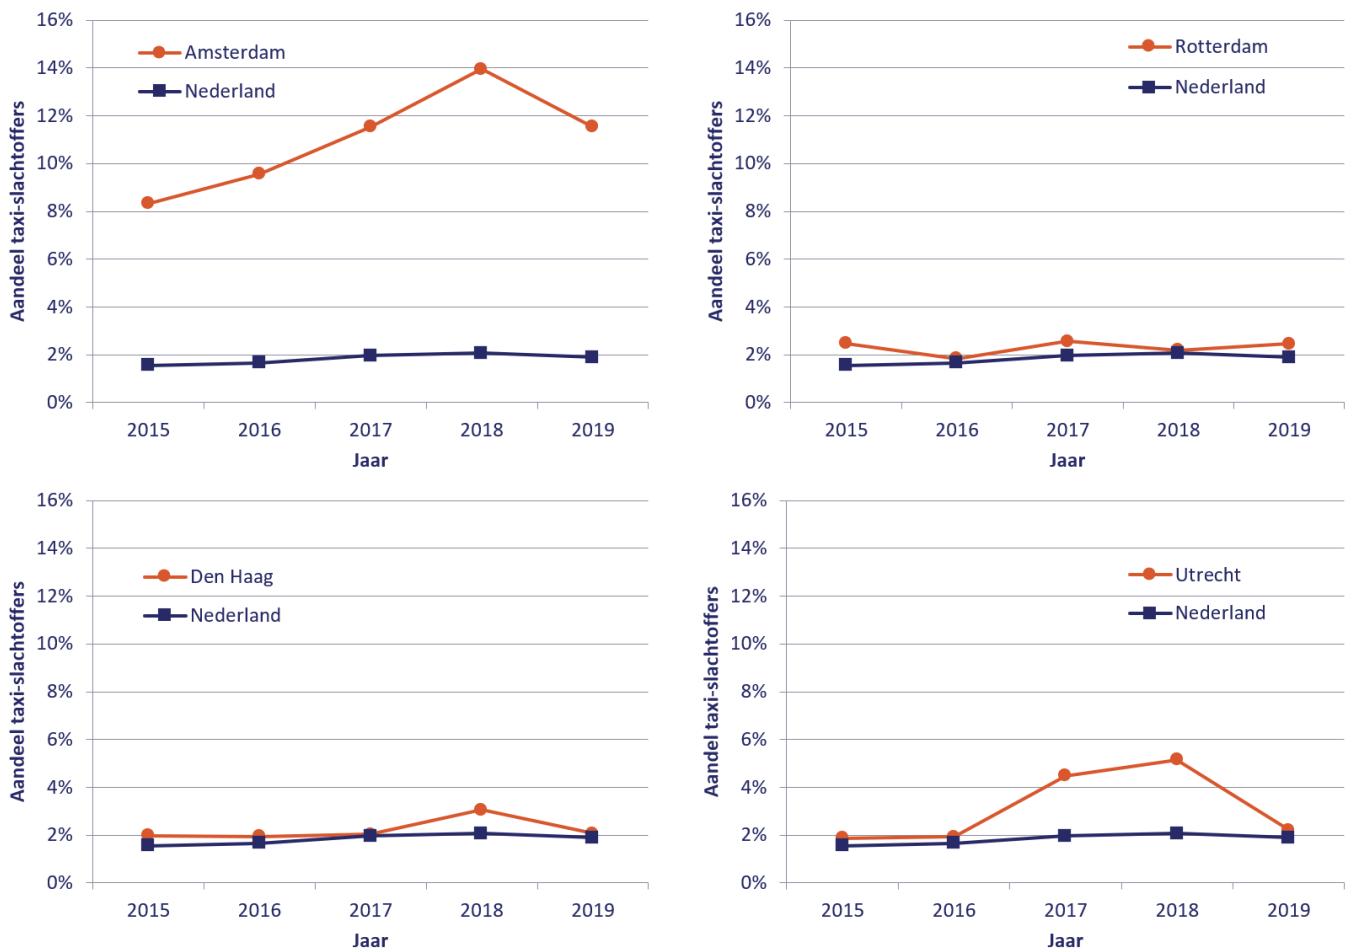 16%
14%
12%
10%
8%
6%
4%
2%
0%
Aandeel taxi-slachtoffers
Amsterdam
Nederland
2015 2016 2017 2018 2019
Jaar
16%
14%
12%
10%
8%
6%
4%
2%
0%
Aandeel taxi-slachtoffers
Rotterdam
Nederland
2015 2016 2017 2018 2019
Jaar
16%
14%
12%
10%
8%
6%
4%
2%
0%
Aandeel taxi-slachtoffers
Den Haag
Nederland
2015 2016 2017 2018 2019
Jaar
16%
14%
12%
10%
8%
6%
4%
2%
0%
Aandel taxi-slachtoffers
Utrecht
Nederland
2015 2016 2017 2018 2019
Jaar